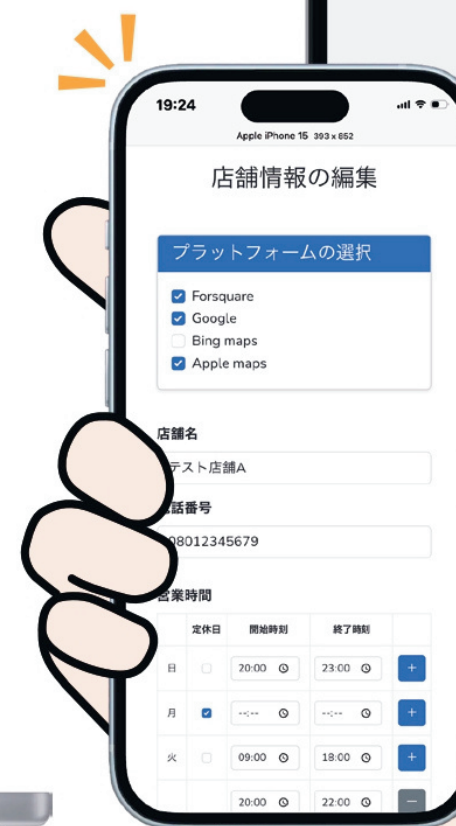 19:24
Apple iPhone 15 393 x 852
店舗情報の編集
プラットフォームの選択
Forsquare
Google
Bing maps
Apple maps
店舗名
テスト店舗A
話番号
08012345679
営業時間
定休日 開始時刻 終了時刻
日 20:00 23:00 +
月 --:-- --:-- +
火 09:00 18:00 +
20:00 22:00 −